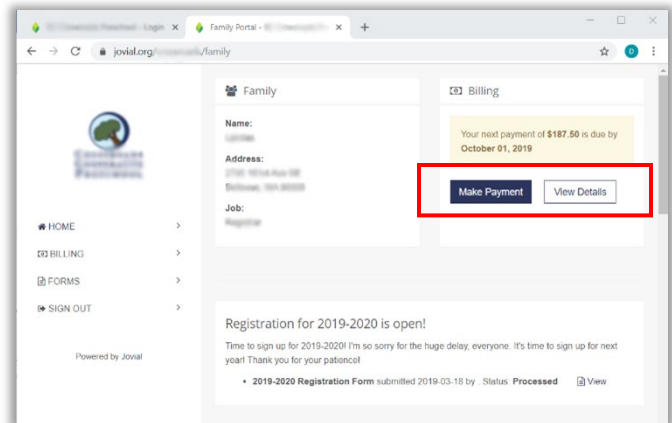 Login
Family Portal -
jovial.org/
/family
D
Family
Name:
Address:
Job:
Billing
Your next payment of $187.50 is due by
October 01, 2019
Make Payment
View Details
HOME
BILLING
FORMS
SIGN OUT
Powered by Jovial
Registration for 2019-2020 is open!
Time to sign up for 2019-2020! I'm so sorry for the huge delay, everyone. It's time to sign up for next
year! Thank you for your patience!
2019-2020 Registration Form submitted 2019-03-18 by . Status Processed View